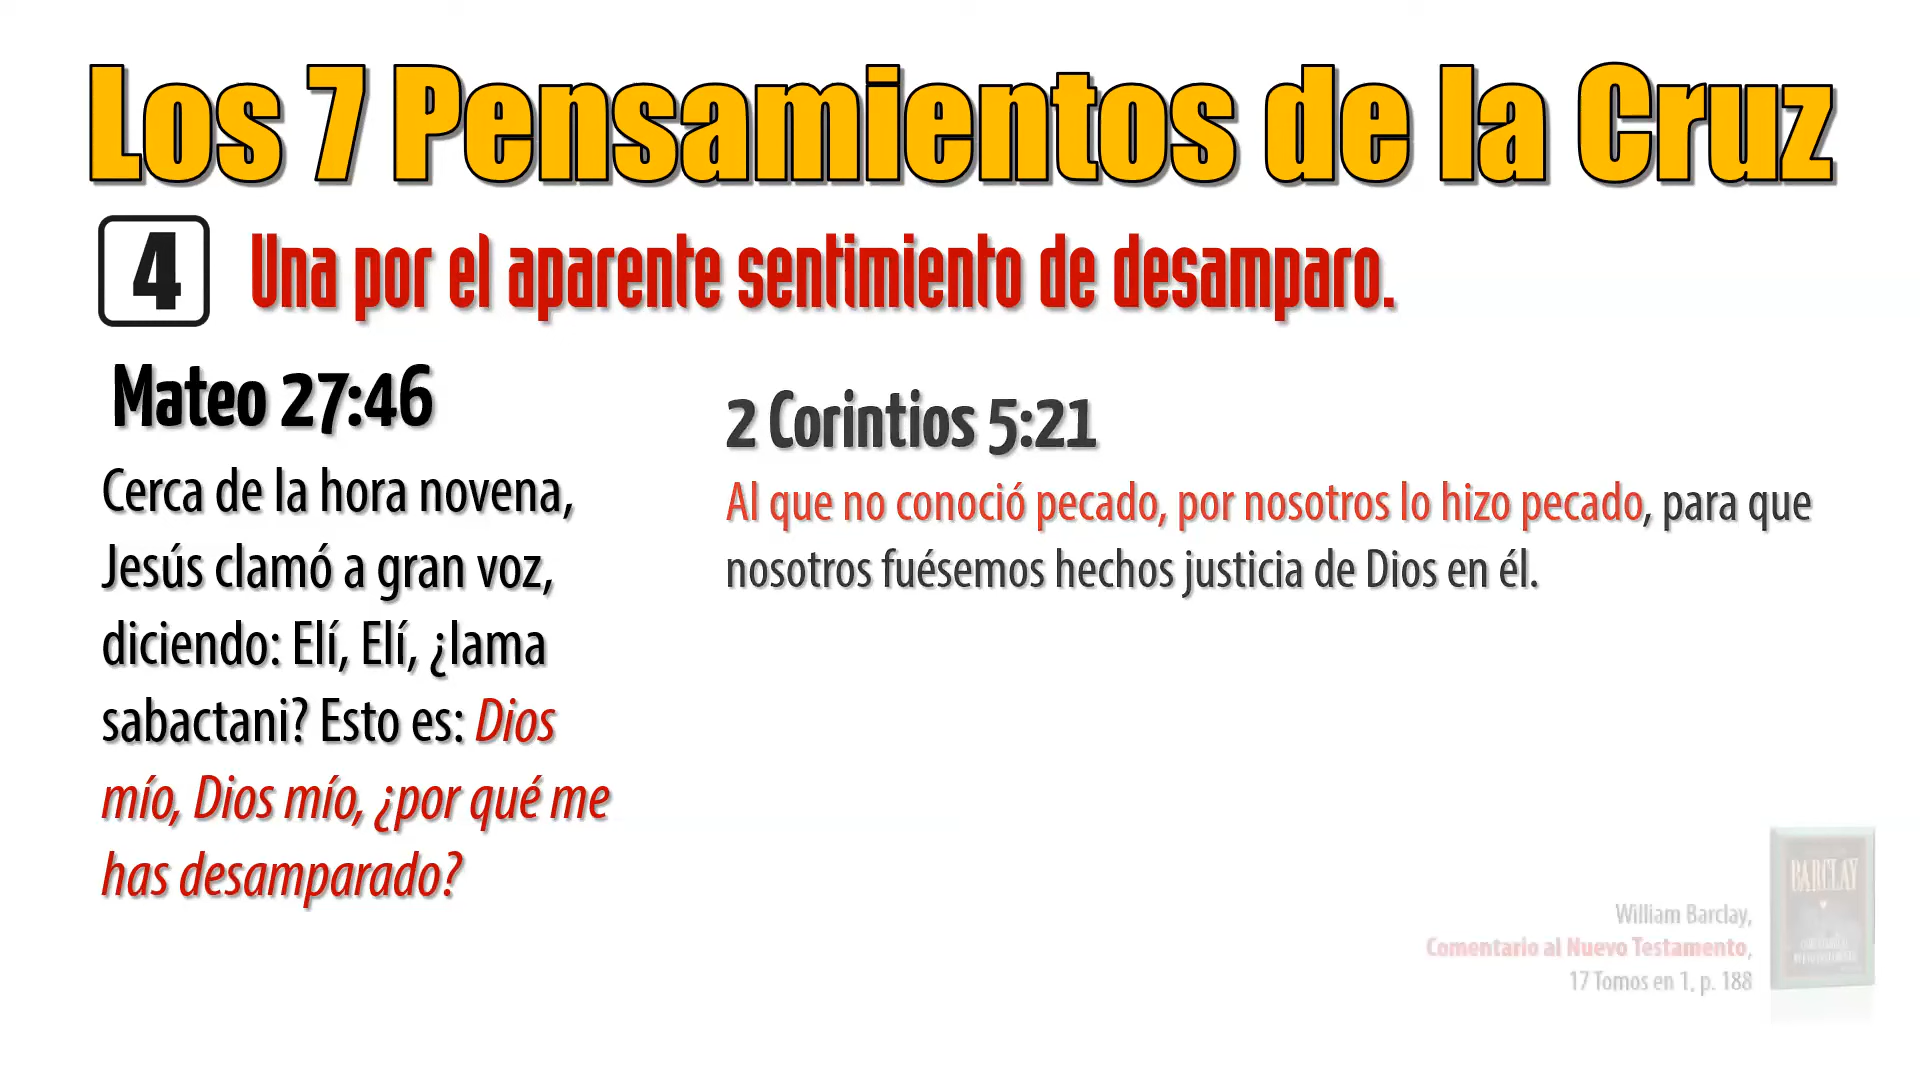 Los 7 Pensamientos de la Cruz
4 Una por el aparente sentimiento de desamparo.
Mateo 27:46
Cerca de la hora novena,
Jesús clamó a gran voz,
diciendo: Elí, Elí, ¿lama
sabactani? Esto es: Dios
mío, Dios mío, ¿por qué me
has desamparado?
2 Corintios 5:21
Al que no conoció pecado, por nosotros lo hizo pecado, para que
nosotros fuésemos hechos justicia de Dios en él.
William Barclay,
Comentario al Nuevo Testamento,
17 Tomos en 1, p. 188
BARCLAY